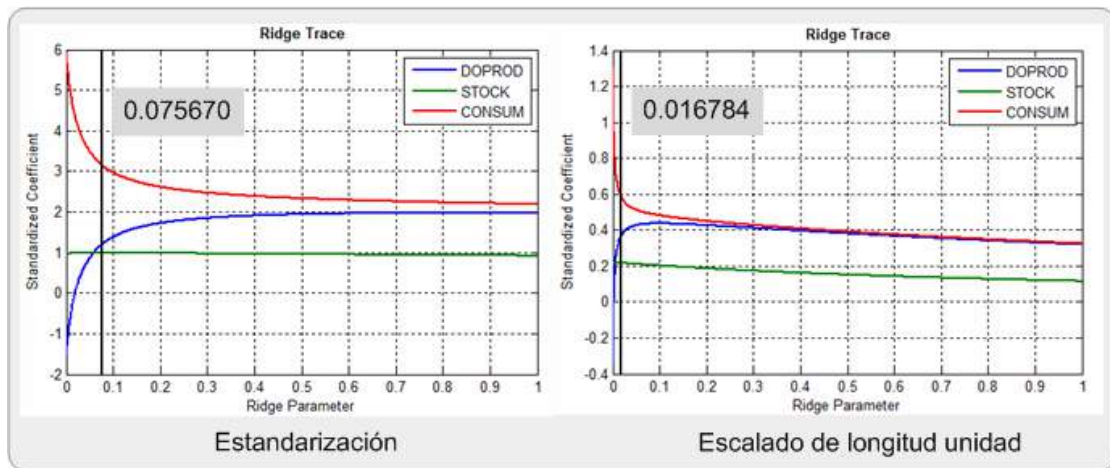 Ridge Trace
6
5
4
3
2
1
0
-1
-2
Standardized Coefficient
0.075670
DOPROD
STOCK
CONSUM
0 0.1 0.2 0.3 0.4 0.5 0.6 0.7 0.8 0.9 1
Ridge Parameter
Estandarización
Ridge Trace
1.4
1.2
1
0.8
0.6
0.4
0.2
0
-0.2
-0.4
Standardized Coefficient
0.016784
DOPROD
STOCK
CONSUM
0 0.1 0.2 0.3 0.4 0.5 0.6 0.7 0.8 0.9 1
Ridge Parameter
Escalado de longitud unidad